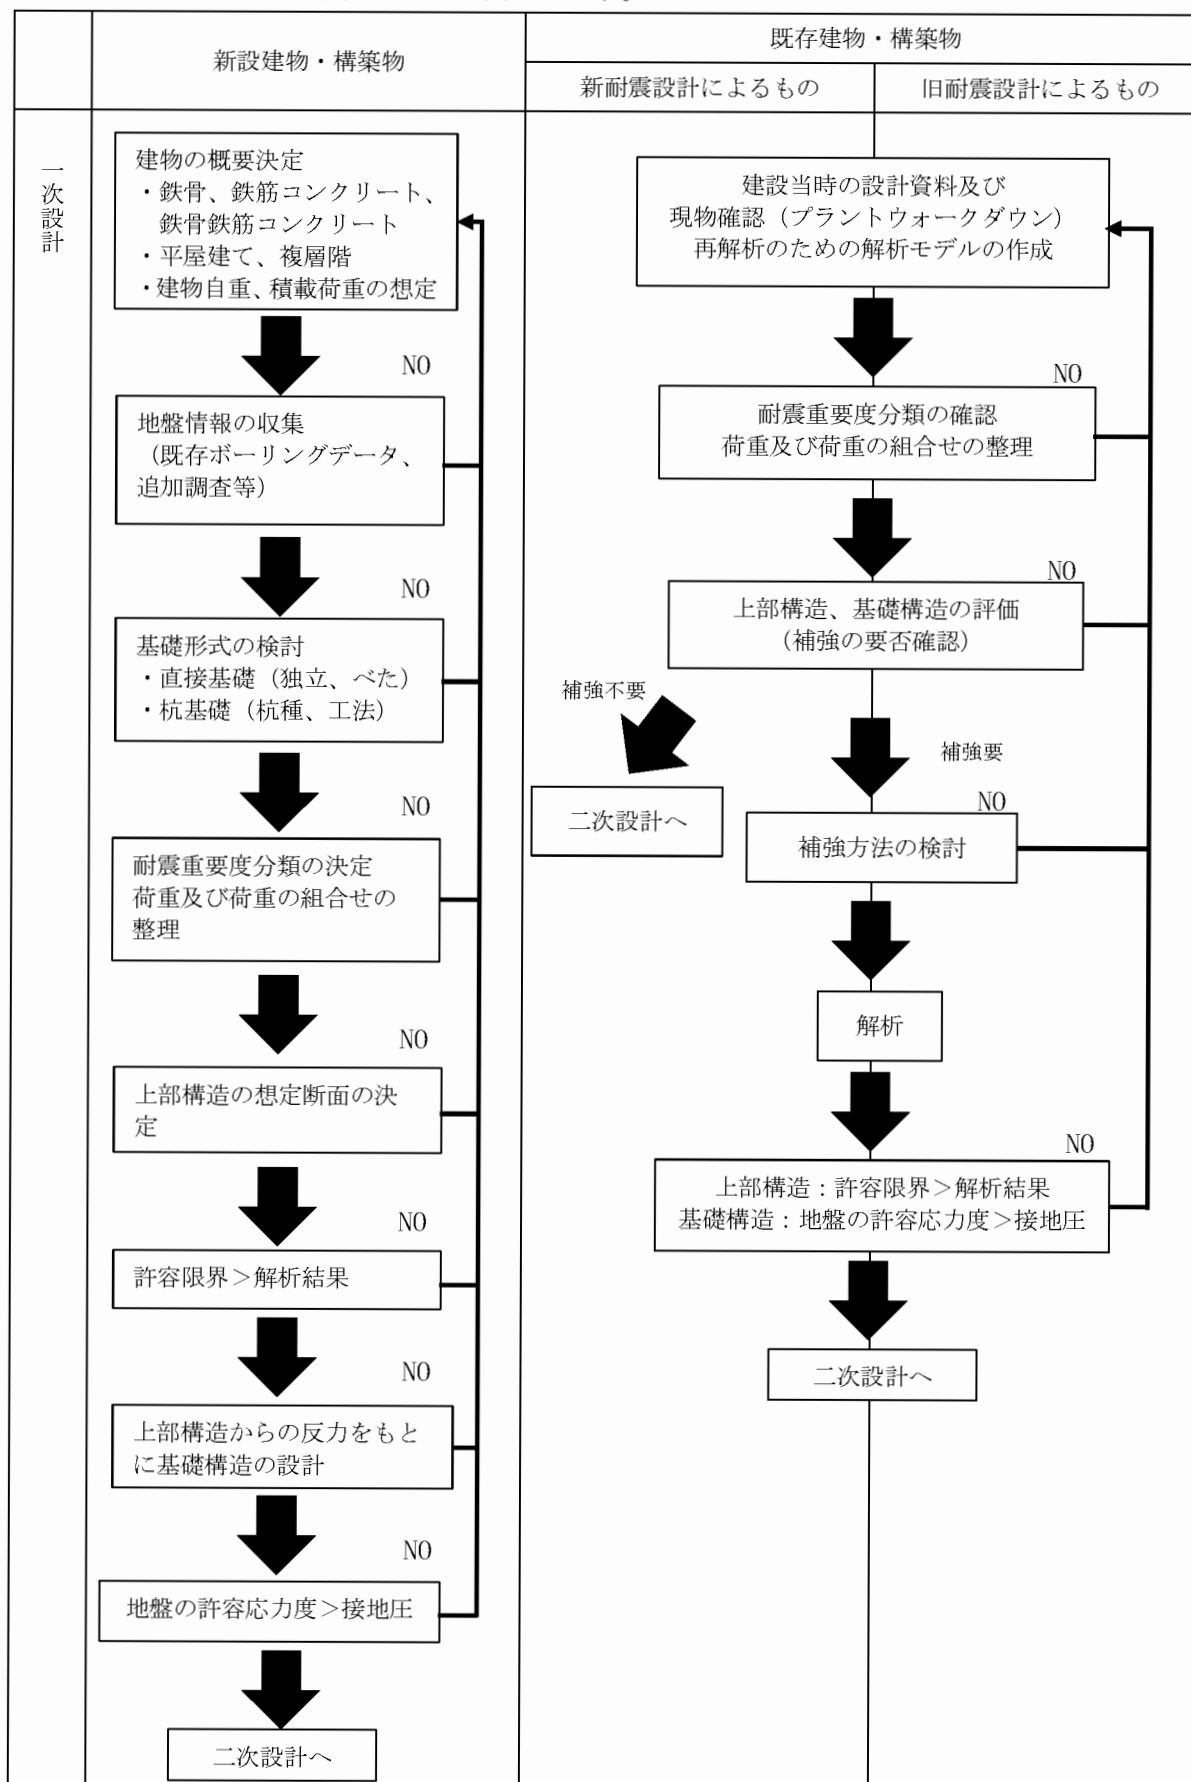 新設建物・構築物
既存建物・構築物
新耐震設計によるもの
旧耐震設計によるもの
一次設計
建物の概要決定
・鉄骨、鉄筋コンクリート、
鉄骨鉄筋コンクリート
・平屋建て、複層階
・建物自重、積載荷重の想定
NO
地盤情報の収集
(既存ボーリングデータ、
追加調査等)
NO
基礎形式の検討
・直接基礎(独立、べた)
・杭基礎(杭種、工法)
NO
耐震重要度分類の決定
荷重及び荷重の組合せの
整理
NO
上部構造の想定断面の決
定
NO
許容限界>解析結果
NO
上部構造からの反力をもと
に基礎構造の設計
NO
地盤の許容応力度>接地圧
二次設計へ
建設当時の設計資料及び
現物確認(プラントウォークダウン)
再解析のための解析モデルの作成
NO
耐震重要度分類の確認
荷重及び荷重の組合せの整理
NO
上部構造、基礎構造の評価
(補強の要否確認)
補強不要
二次設計へ
補強要
NO
補強方法の検討
解析
NO
上部構造:許容限界>解析結果
基礎構造:地盤の許容応力度>接地圧
二次設計へ